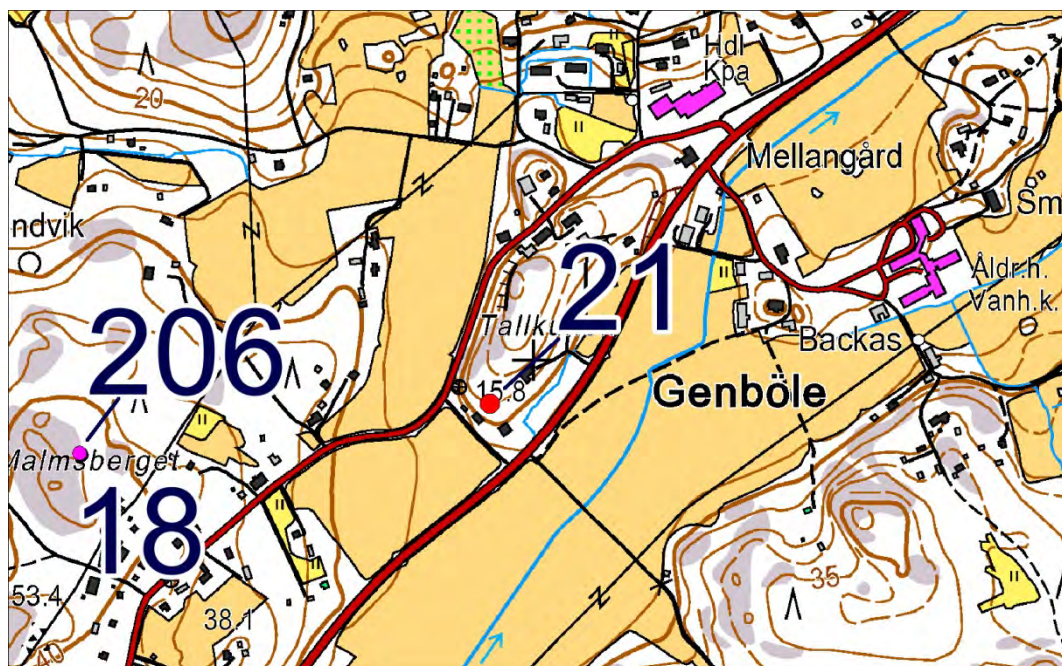 Hdl
Kpa
20
Mellangård
Sm
ndvik
Åldr.h.
Vanh.k.
21
206
Backas
15.8
Genböle
Malmsberget
18
35
53.4
38.1
40